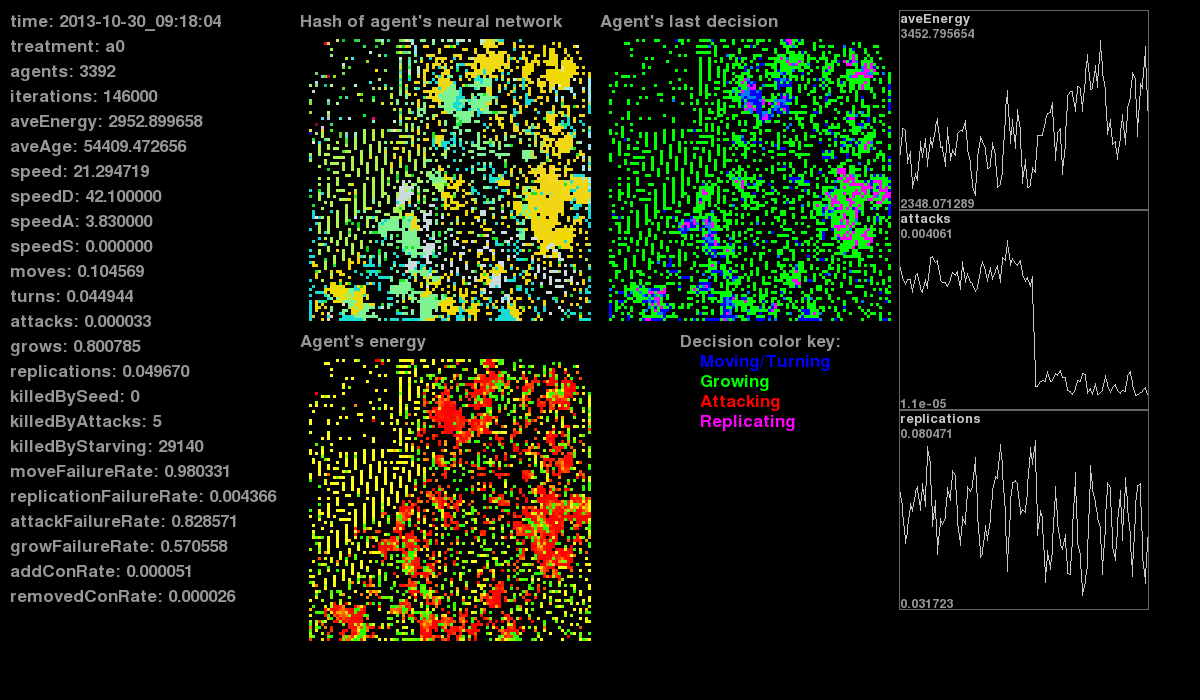 time: 2013-10-30_09:18:04
treatment: a0
agents: 3392
iterations: 146000
aveEnergy: 2952.899658
aveAge: 54409.472656
speed: 21.294719
speedD: 42.100000
speedA: 3.830000
speedS: 0.000000
moves: 0.104569
turns: 0.044944
attacks: 0.000033
grows: 0.800785
replications: 0.049670
killedBySeed: 0
killedByAttacks: 5
killedByStarving: 29140
moveFailureRate: 0.980331
replicationFailureRate: 0.004366
attackFailureRate: 0.828571
growFailureRate: 0.570558
addConRate: 0.000051
removedConRate: 0.000026
Hash of agent's neural network
Agent's last decision
Agent's energy
Decision color key:
Moving/Turning
Growing
Attacking
Replicating
aveEnergy
3452.795654
2348.071289
attacks
0.004061
1.1e-05
replications
0.080471
0.031723